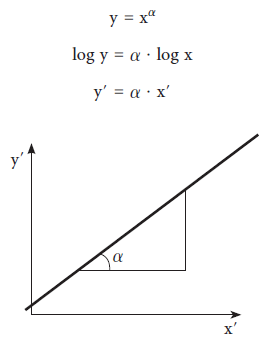 y = x^α
log y = α · log x
y′ = α · x′
y′
α
x′